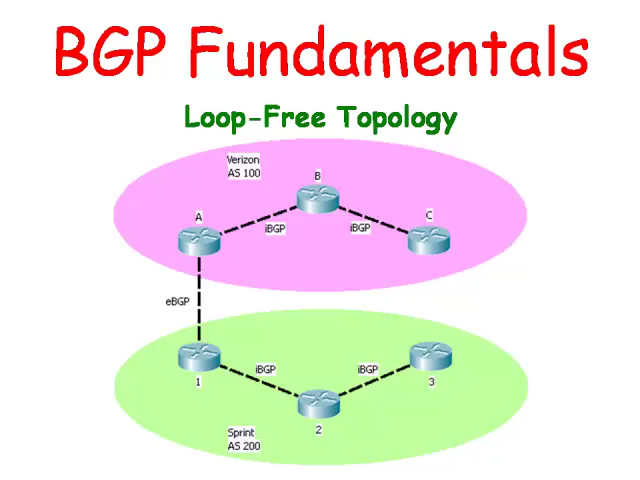 BGP Fundamentals
Loop-Free Topology
Verizon
AS 100
B
A
C
iBGP
iBGP
eBGP
1
iBGP
iBGP
3
2
Sprint
AS 200